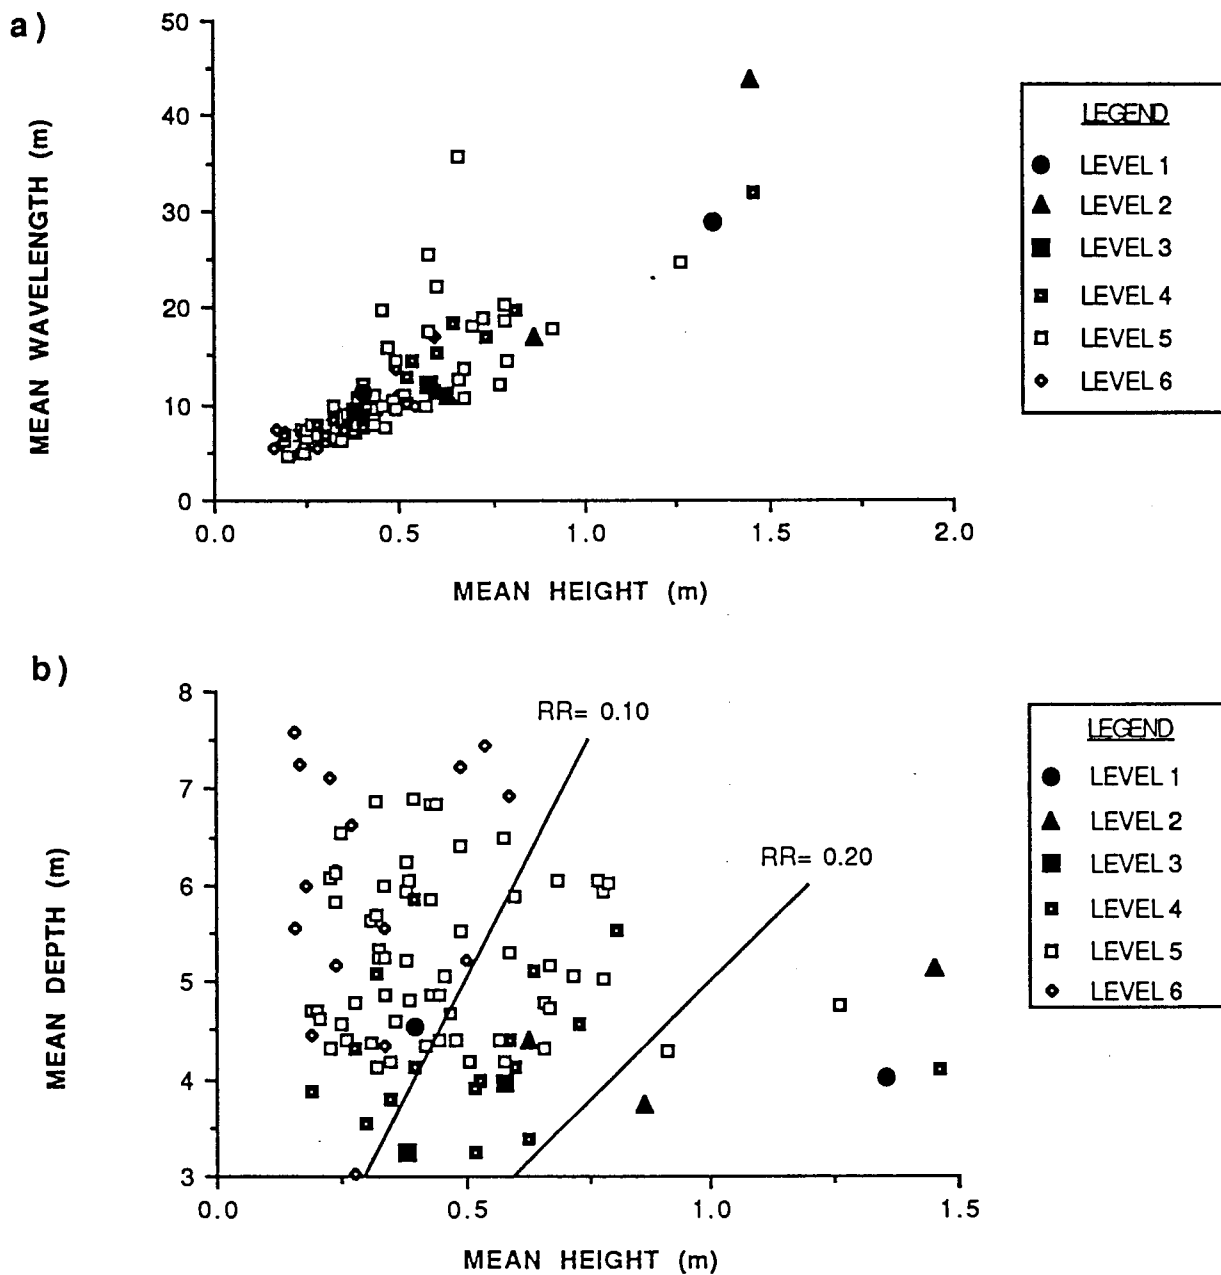 a)
MEAN WAVELENGTH (m)
50
40
30
20
10
0
0.0
0.5
1.0
1.5
2.0
MEAN HEIGHT (m)
LEGEND
LEVEL 1
LEVEL 2
LEVEL 3
LEVEL 4
LEVEL 5
LEVEL 6
b)
MEAN DEPTH (m)
8
7
6
5
4
3
RR= 0.10
RR= 0.20
0.0
0.5
1.0
1.5
MEAN HEIGHT (m)
LEGEND
LEVEL 1
LEVEL 2
LEVEL 3
LEVEL 4
LEVEL 5
LEVEL 6